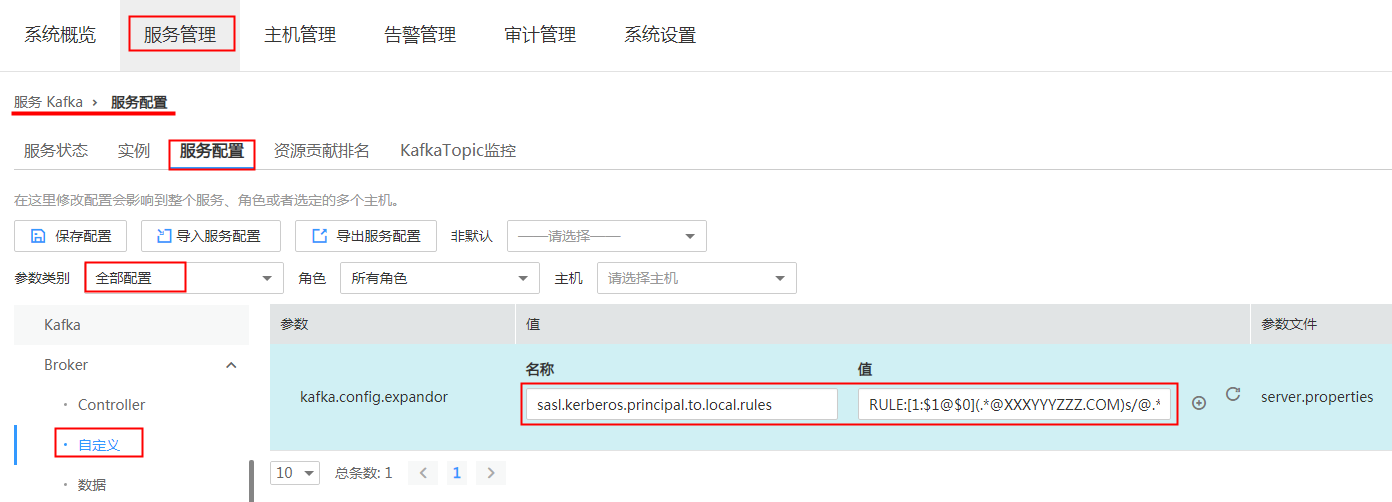 系统概览 服务管理 主机管理 告警管理 审计管理 系统设置
服务 Kafka > 服务配置
服务状态 实例 服务配置 资源贡献排名 KafkaTopic监控
在这里修改配置会影响到整个服务、角色或者选定的多个主机。
保存配置 导入服务配置 导出服务配置 非默认 ——请选择——
参数类别 全部配置 角色 所有角色 主机 请选择主机
Kafka 参数 值 参数文件
Broker 名称 值
Controller kafka.config.expandor sasl.kerberos.principal.to.local.rules RULE:[1:$1@$0](.*@XXXYYYZZZ.COM)s/@.* server.properties
自定义
数据 10 总条数: 1 < 1 >